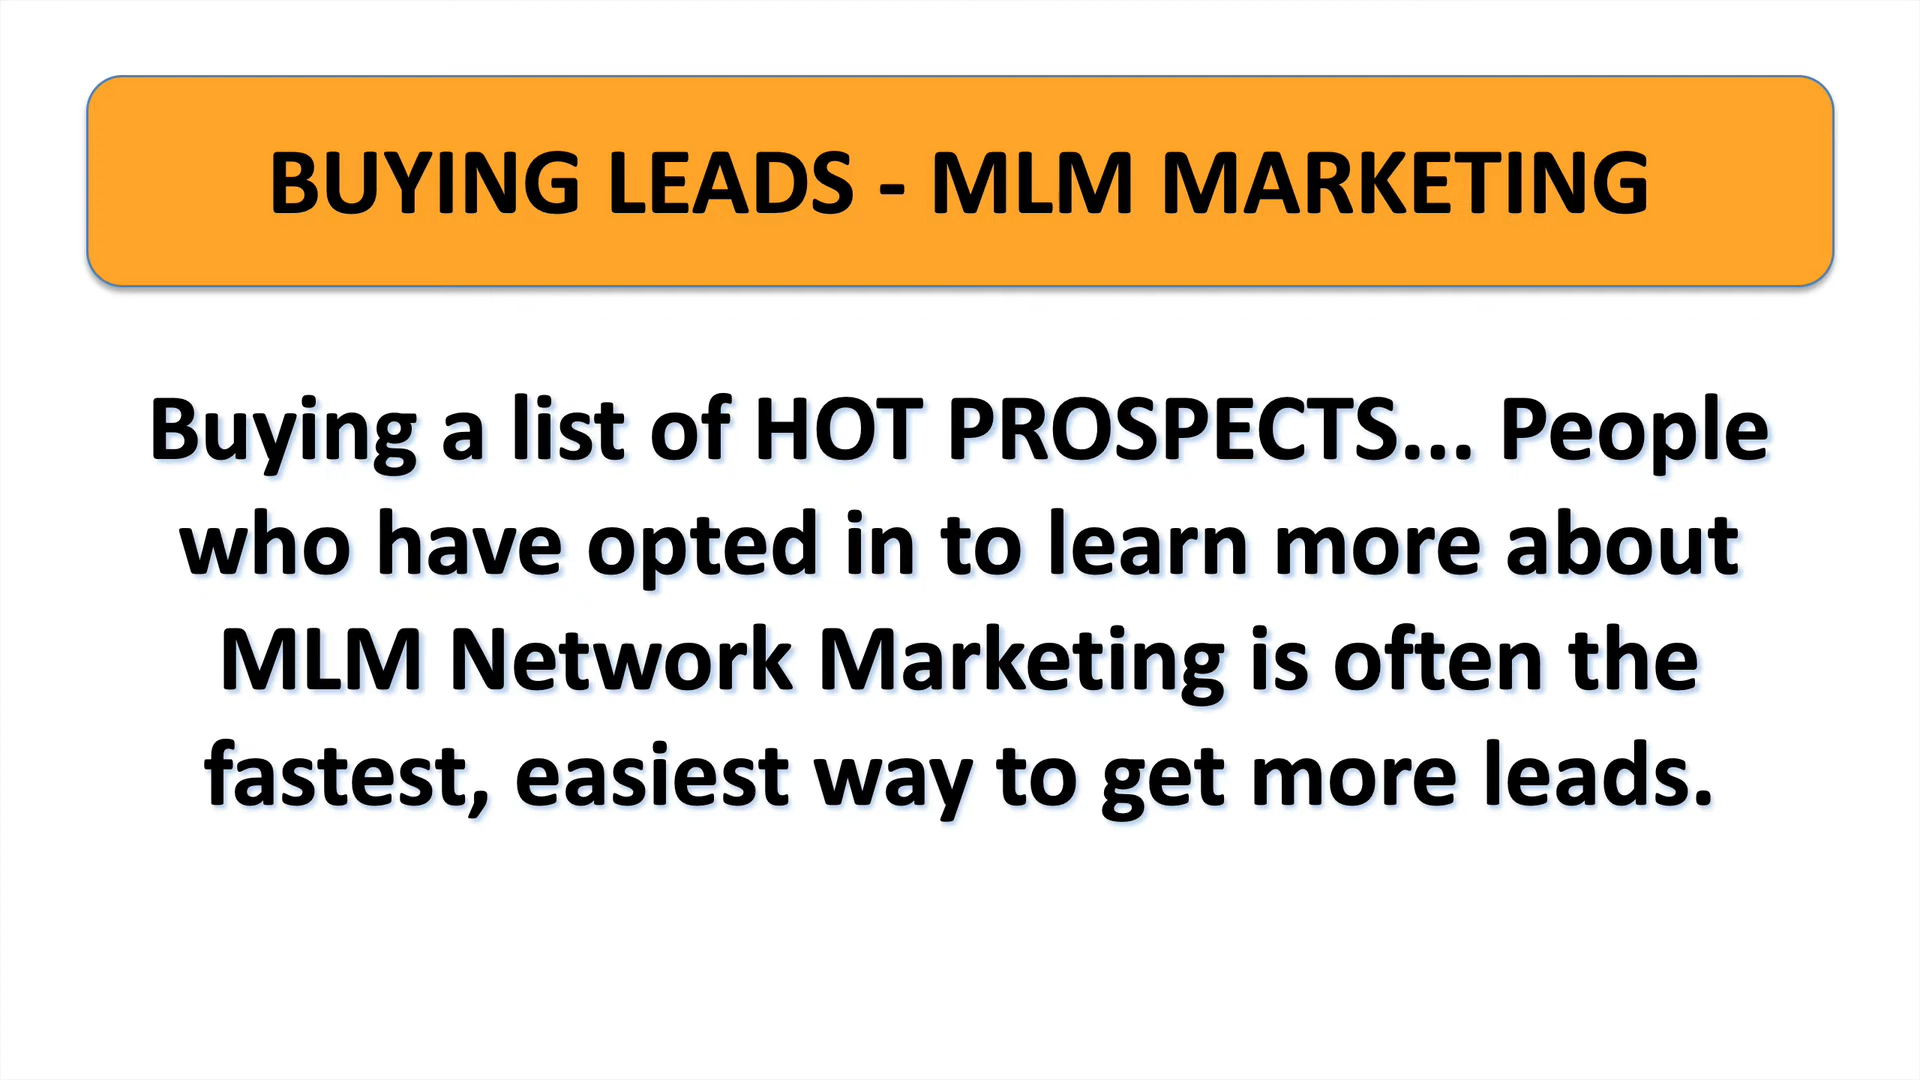 BUYING LEADS - MLM MARKETING
Buying a list of HOT PROSPECTS... People
who have opted in to learn more about
MLM Network Marketing is often the
fastest, easiest way to get more leads.